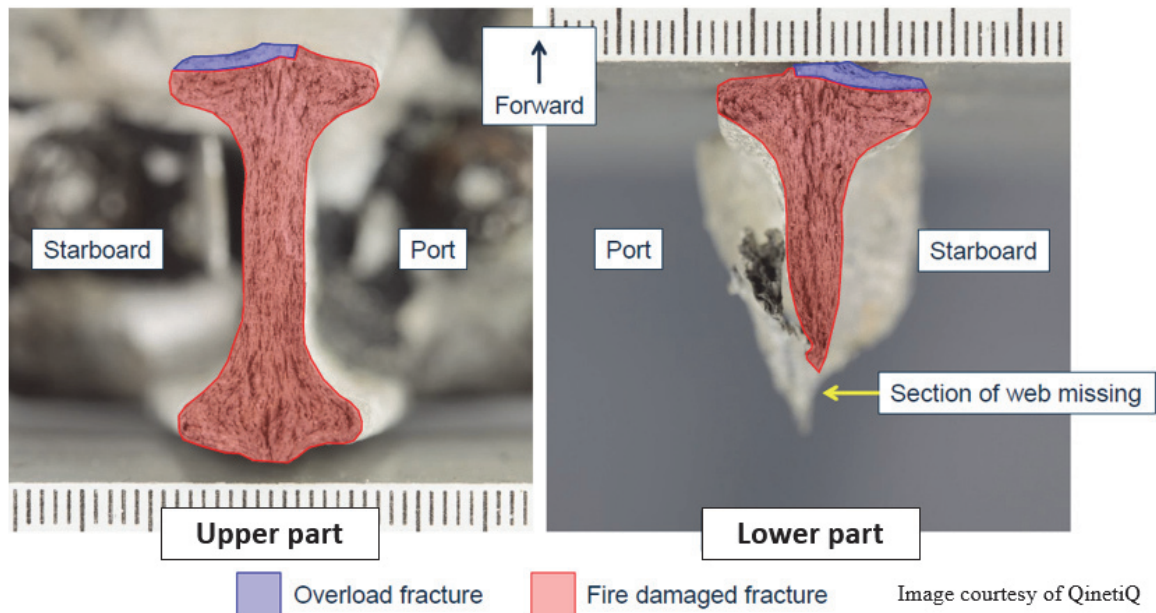 Forward
Starboard
Port
Port
Starboard
Section of web missing
Upper part
Lower part
Overload fracture
Fire damaged fracture
Image courtesy of QinetiQ